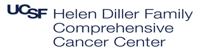 UCSF Helen Diller Family
Comprehensive
Cancer Center